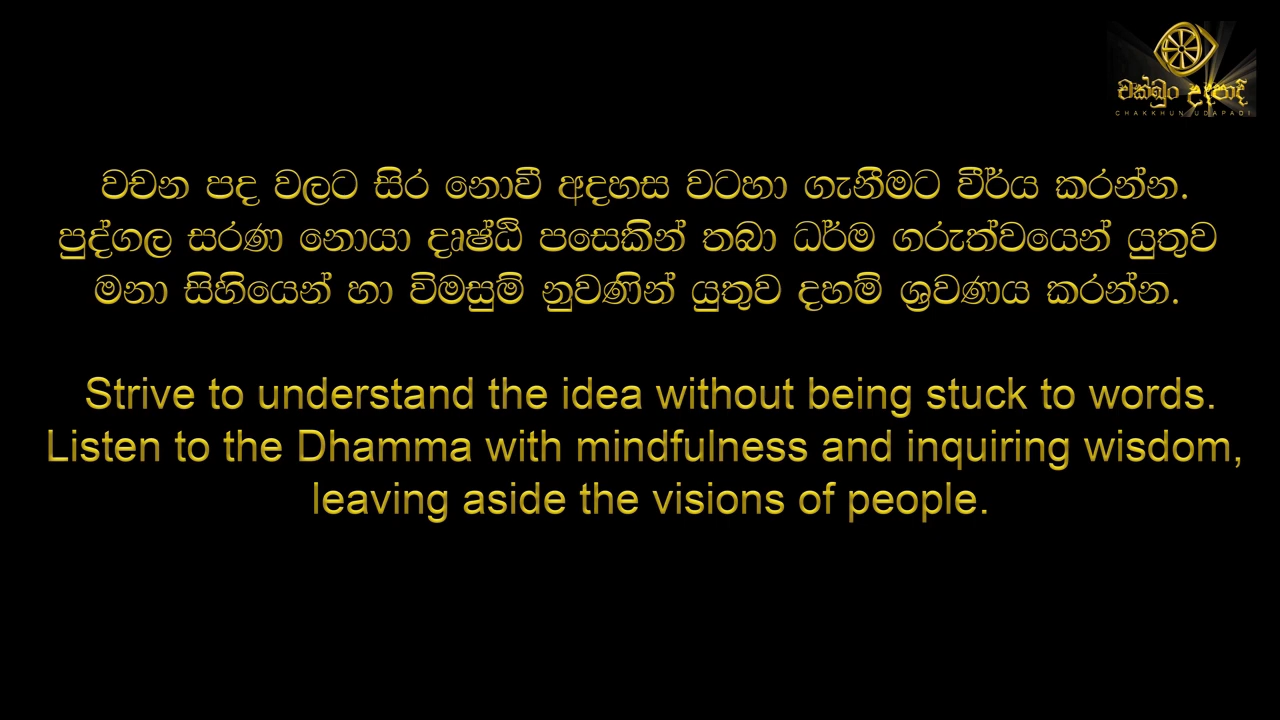 චක්ඛුං උදපාදි
CHAKKHUN UDAPADI
වචන පද වලට සිර නොවී අදහස වටහා ගැනීමට වීර්ය කරන්න.
පුද්ගල සරණ නොයා දෘෂ්ඨි පසෙකින් තබා ධර්ම ගරුත්වයෙන් යුතුව
මනා සිහියෙන් හා විමසුම් නුවණින් යුතුව දහම් ශ්‍රවණය කරන්න.
Strive to understand the idea without being stuck to words.
Listen to the Dhamma with mindfulness and inquiring wisdom,
leaving aside the visions of people.